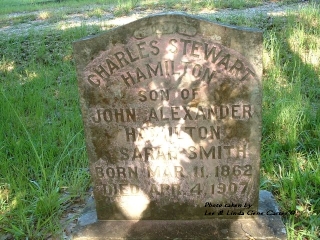 CHARLES STEWART
HAMILTON
SON OF
JOHN ALEXANDER
HAMILTON
& SARAH SMITH
BORN MAR. 11, 1862
DIED APR. 4, 1907
Photo taken by
Lee & Linda Gene